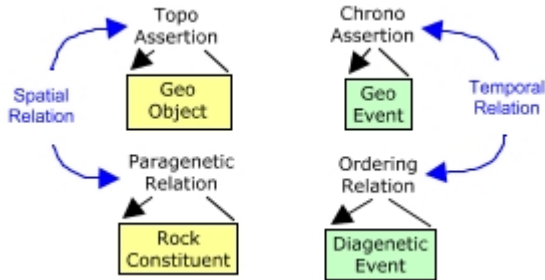 Topo
Assertion
Chrono
Assertion
Spatial
Relation
Geo
Object
Geo
Event
Temporal
Relation
Paragenetic
Relation
Ordering
Relation
Rock
Constituent
Diagenetic
Event